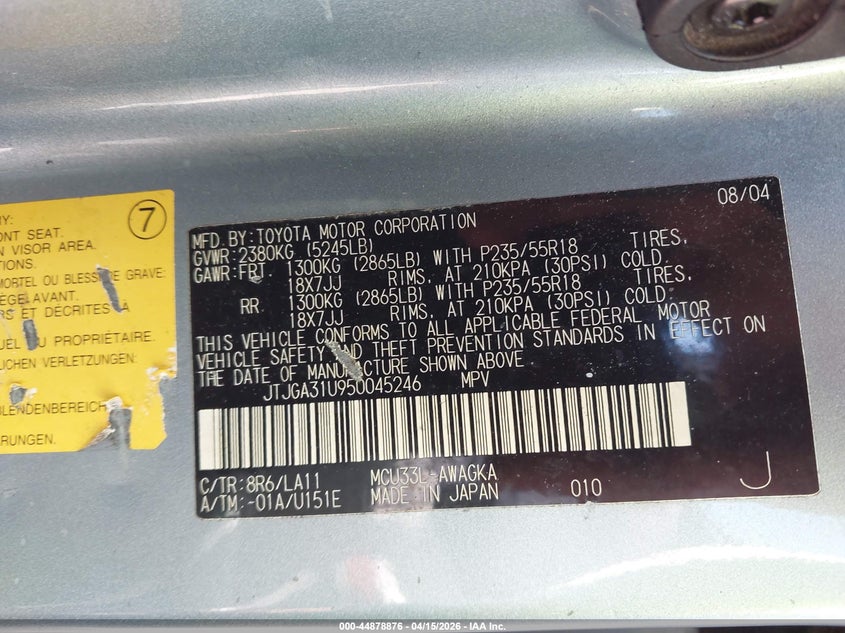 RY:
ONT SEAT.
N VISOR AREA.
TIONS.
MORTEL OU BLESSURE GRAVE:
ÈGE AVANT.
RS ET DÉCRITES À
UEL DU PROPRIÉTAIRE.
LICHEN VERLETZUNGEN:
BLENDENBEREICH
ÄRUNGEN.
7
08/04
MFD.BY:TOYOTA MOTOR CORPORATION
GVWR:2380KG (5245LB)
GAWR:FRT 1300KG (2865LB) WITH P235/55R18 TIRES,
18X7JJ RIMS, AT 210KPA (30PSI) COLD.
RR 1300KG (2865LB) WITH P235/55R18 TIRES,
18X7JJ RIMS, AT 210KPA (30PSI) COLD.
THIS VEHICLE CONFORMS TO ALL APPLICABLE FEDERAL MOTOR
VEHICLE SAFETY AND THEFT PREVENTION STANDARDS IN EFFECT ON
THE DATE OF MANUFACTURE SHOWN ABOVE
JTJGA31U950045246 MPV
C/TR:8R6/LA11 MCU33L-AWAGKA
A/TM:-01A/U151E MADE IN JAPAN 010 J
000-44878876 - 04/15/2026 - IAA Inc.